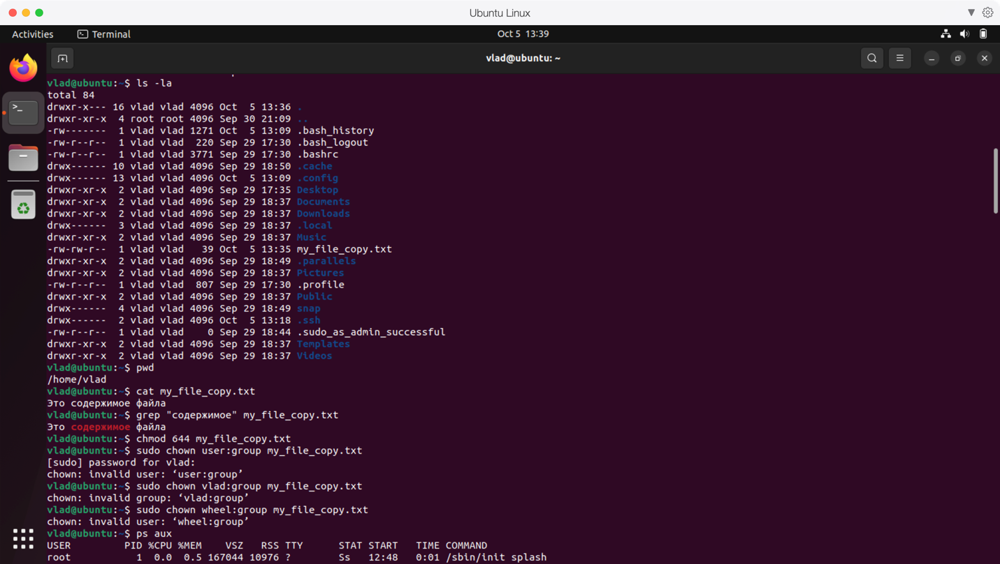 Ubuntu Linux
Activities
Terminal
Oct 5 13:39
vlad@ubuntu: ~
vlad@ubuntu:~$ ls -la
total 84
drwxr-x--- 16 vlad vlad 4096 Oct  5 13:36 .
drwxr-xr-x  4 root root 4096 Sep 30 21:09 ..
-rw-------  1 vlad vlad 1271 Oct  5 13:09 .bash_history
-rw-r--r--  1 vlad vlad  220 Sep 29 17:30 .bash_logout
-rw-r--r--  1 vlad vlad 3771 Sep 29 17:30 .bashrc
drwx------ 10 vlad vlad 4096 Sep 29 18:50 .cache
drwx------ 13 vlad vlad 4096 Oct  5 13:09 .config
drwxr-xr-x  2 vlad vlad 4096 Sep 29 17:35 Desktop
drwxr-xr-x  2 vlad vlad 4096 Sep 29 18:37 Documents
drwxr-xr-x  2 vlad vlad 4096 Sep 29 18:37 Downloads
drwx------  3 vlad vlad 4096 Sep 29 18:37 .local
drwxr-xr-x  2 vlad vlad 4096 Sep 29 18:37 Music
-rw-rw-r--  1 vlad vlad   39 Oct  5 13:35 my_file_copy.txt
drwxr-xr-x  2 vlad vlad 4096 Sep 29 18:49 .parallels
drwxr-xr-x  2 vlad vlad 4096 Sep 29 18:37 Pictures
-rw-r--r--  1 vlad vlad  807 Sep 29 17:30 .profile
drwxr-xr-x  2 vlad vlad 4096 Sep 29 18:37 Public
drwx------  4 vlad vlad 4096 Sep 29 18:49 snap
drwx------  2 vlad vlad 4096 Oct  5 13:18 .ssh
-rw-r--r--  1 vlad vlad    0 Sep 29 18:44 .sudo_as_admin_successful
drwxr-xr-x  2 vlad vlad 4096 Sep 29 18:37 Templates
drwxr-xr-x  2 vlad vlad 4096 Sep 29 18:37 Videos
vlad@ubuntu:~$ pwd
/home/vlad
vlad@ubuntu:~$ cat my_file_copy.txt
Это содержимое файла
vlad@ubuntu:~$ grep "содержимое" my_file_copy.txt
Это содержимое файла
vlad@ubuntu:~$ chmod 644 my_file_copy.txt
vlad@ubuntu:~$ sudo chown user:group my_file_copy.txt
[sudo] password for vlad:
chown: invalid user: ‘user:group’
vlad@ubuntu:~$ sudo chown vlad:group my_file_copy.txt
chown: invalid group: ‘vlad:group’
vlad@ubuntu:~$ sudo chown wheel:group my_file_copy.txt
chown: invalid user: ‘wheel:group’
vlad@ubuntu:~$ ps aux
USER         PID %CPU %MEM    VSZ   RSS TTY      STAT START   TIME COMMAND
root           1  0.0  0.5 167044 10976 ?        Ss   12:48   0:01 /sbin/init splash